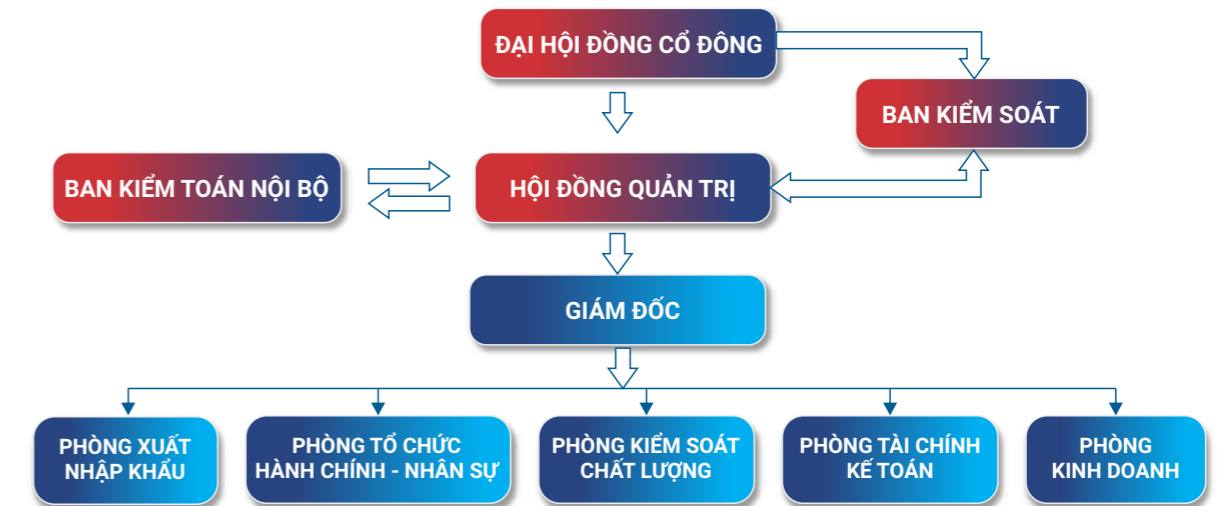 ĐẠI HỘI ĐỒNG CỔ ĐÔNG
BAN KIỂM SOÁT
BAN KIỂM TOÁN NỘI BỘ
HỘI ĐỒNG QUẢN TRỊ
GIÁM ĐỐC
PHÒNG XUẤT
NHẬP KHẨU
PHÒNG TỔ CHỨC
HÀNH CHÍNH - NHÂN SỰ
PHÒNG KIỂM SOÁT
CHẤT LƯỢNG
PHÒNG TÀI CHÍNH
KẾ TOÁN
PHÒNG
KINH DOANH